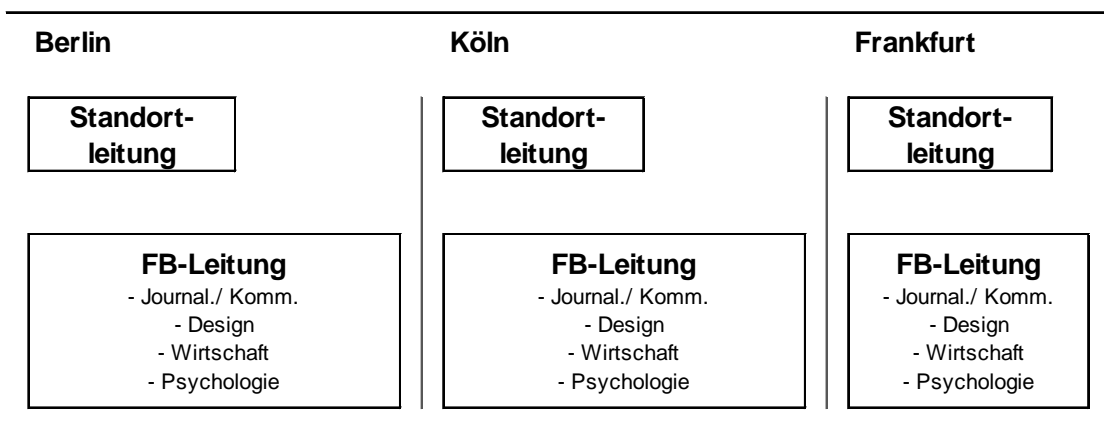 Berlin
Köln
Frankfurt
Standort-
leitung
Standort-
leitung
Standort-
leitung
FB-Leitung
- Journal./ Komm.
- Design
- Wirtschaft
- Psychologie
FB-Leitung
- Journal./ Komm.
- Design
- Wirtschaft
- Psychologie
FB-Leitung
- Journal./ Komm.
- Design
- Wirtschaft
- Psychologie